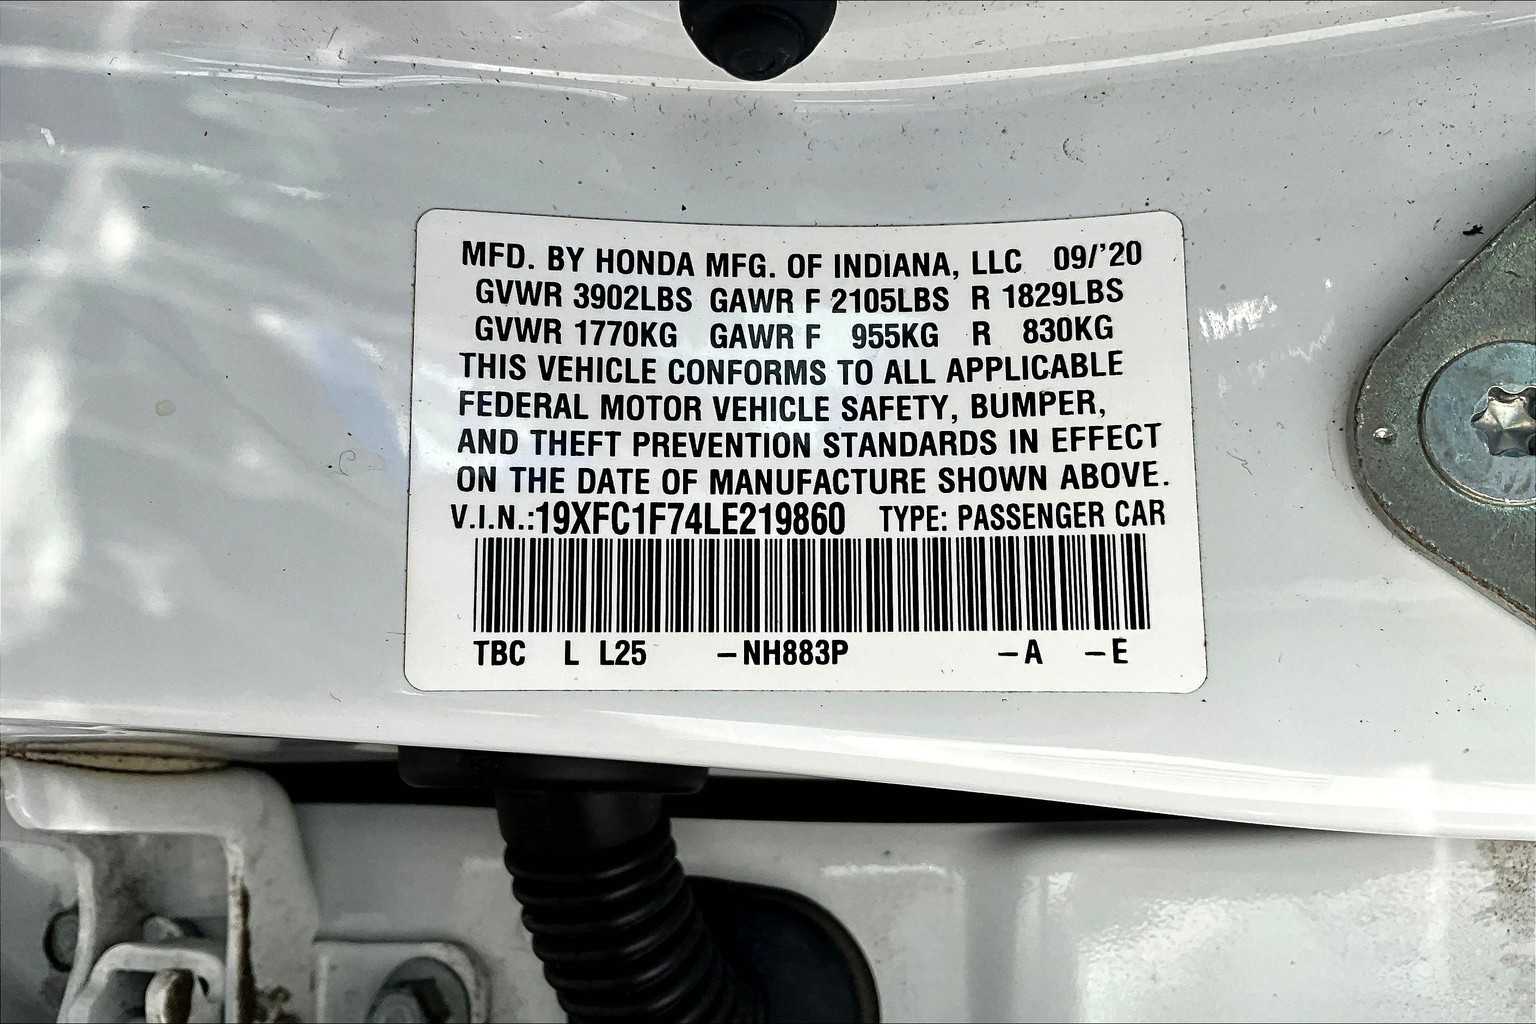 MFD. BY HONDA MFG. OF INDIANA, LLC 09/'20
GVWR 3902LBS GAWR F 2105LBS R 1829LBS
GVWR 1770KG GAWR F 955KG R 830KG
THIS VEHICLE CONFORMS TO ALL APPLICABLE
FEDERAL MOTOR VEHICLE SAFETY, BUMPER,
AND THEFT PREVENTION STANDARDS IN EFFECT
ON THE DATE OF MANUFACTURE SHOWN ABOVE.
V.I.N.:19XFC1F74LE219860 TYPE: PASSENGER CAR
TBC L L25 –NH883P –A –E